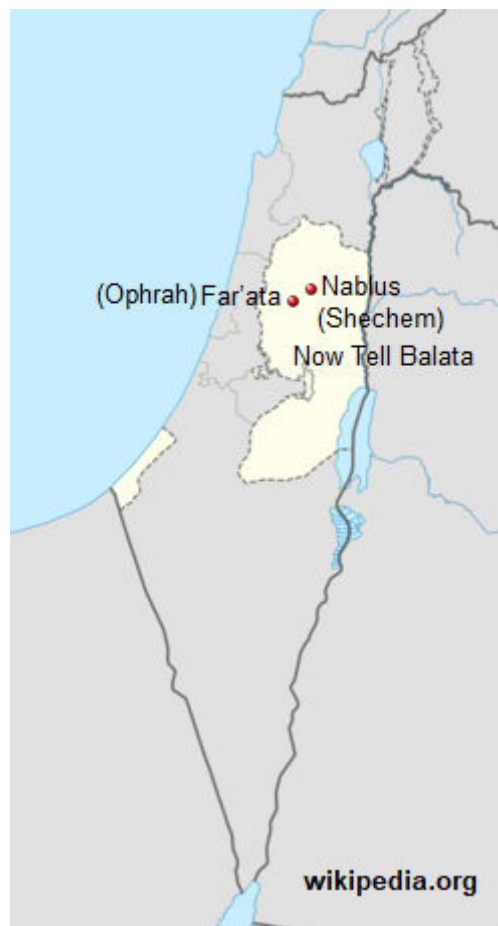 (Ophrah) Far'ata
Nablus
(Shechem)
Now Tell Balata
wikipedia.org